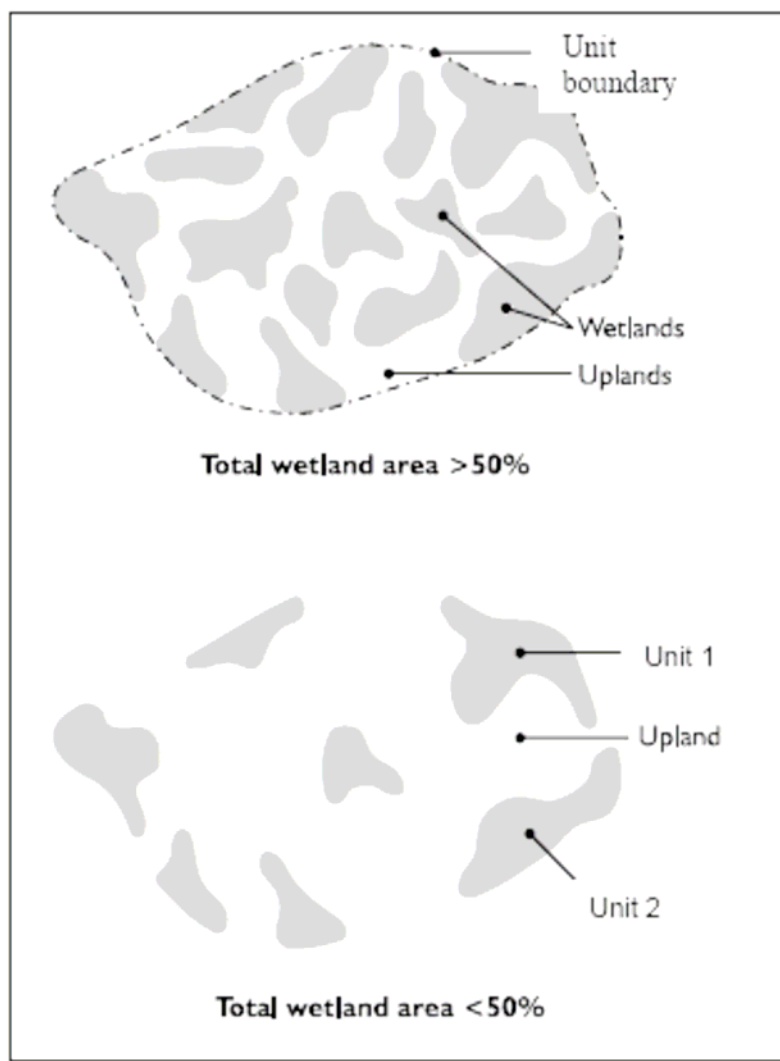 Unit
boundary
Wetlands
Uplands
Total wetland area >50%
Unit 1
Upland
Unit 2
Total wetland area <50%